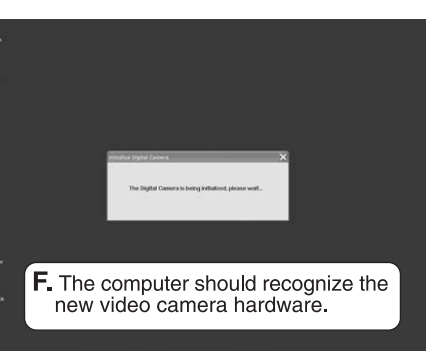 Initialize Digital Camera
The Digital Camera is being initialized, please wait...
F. The computer should recognize the
new video camera hardware.